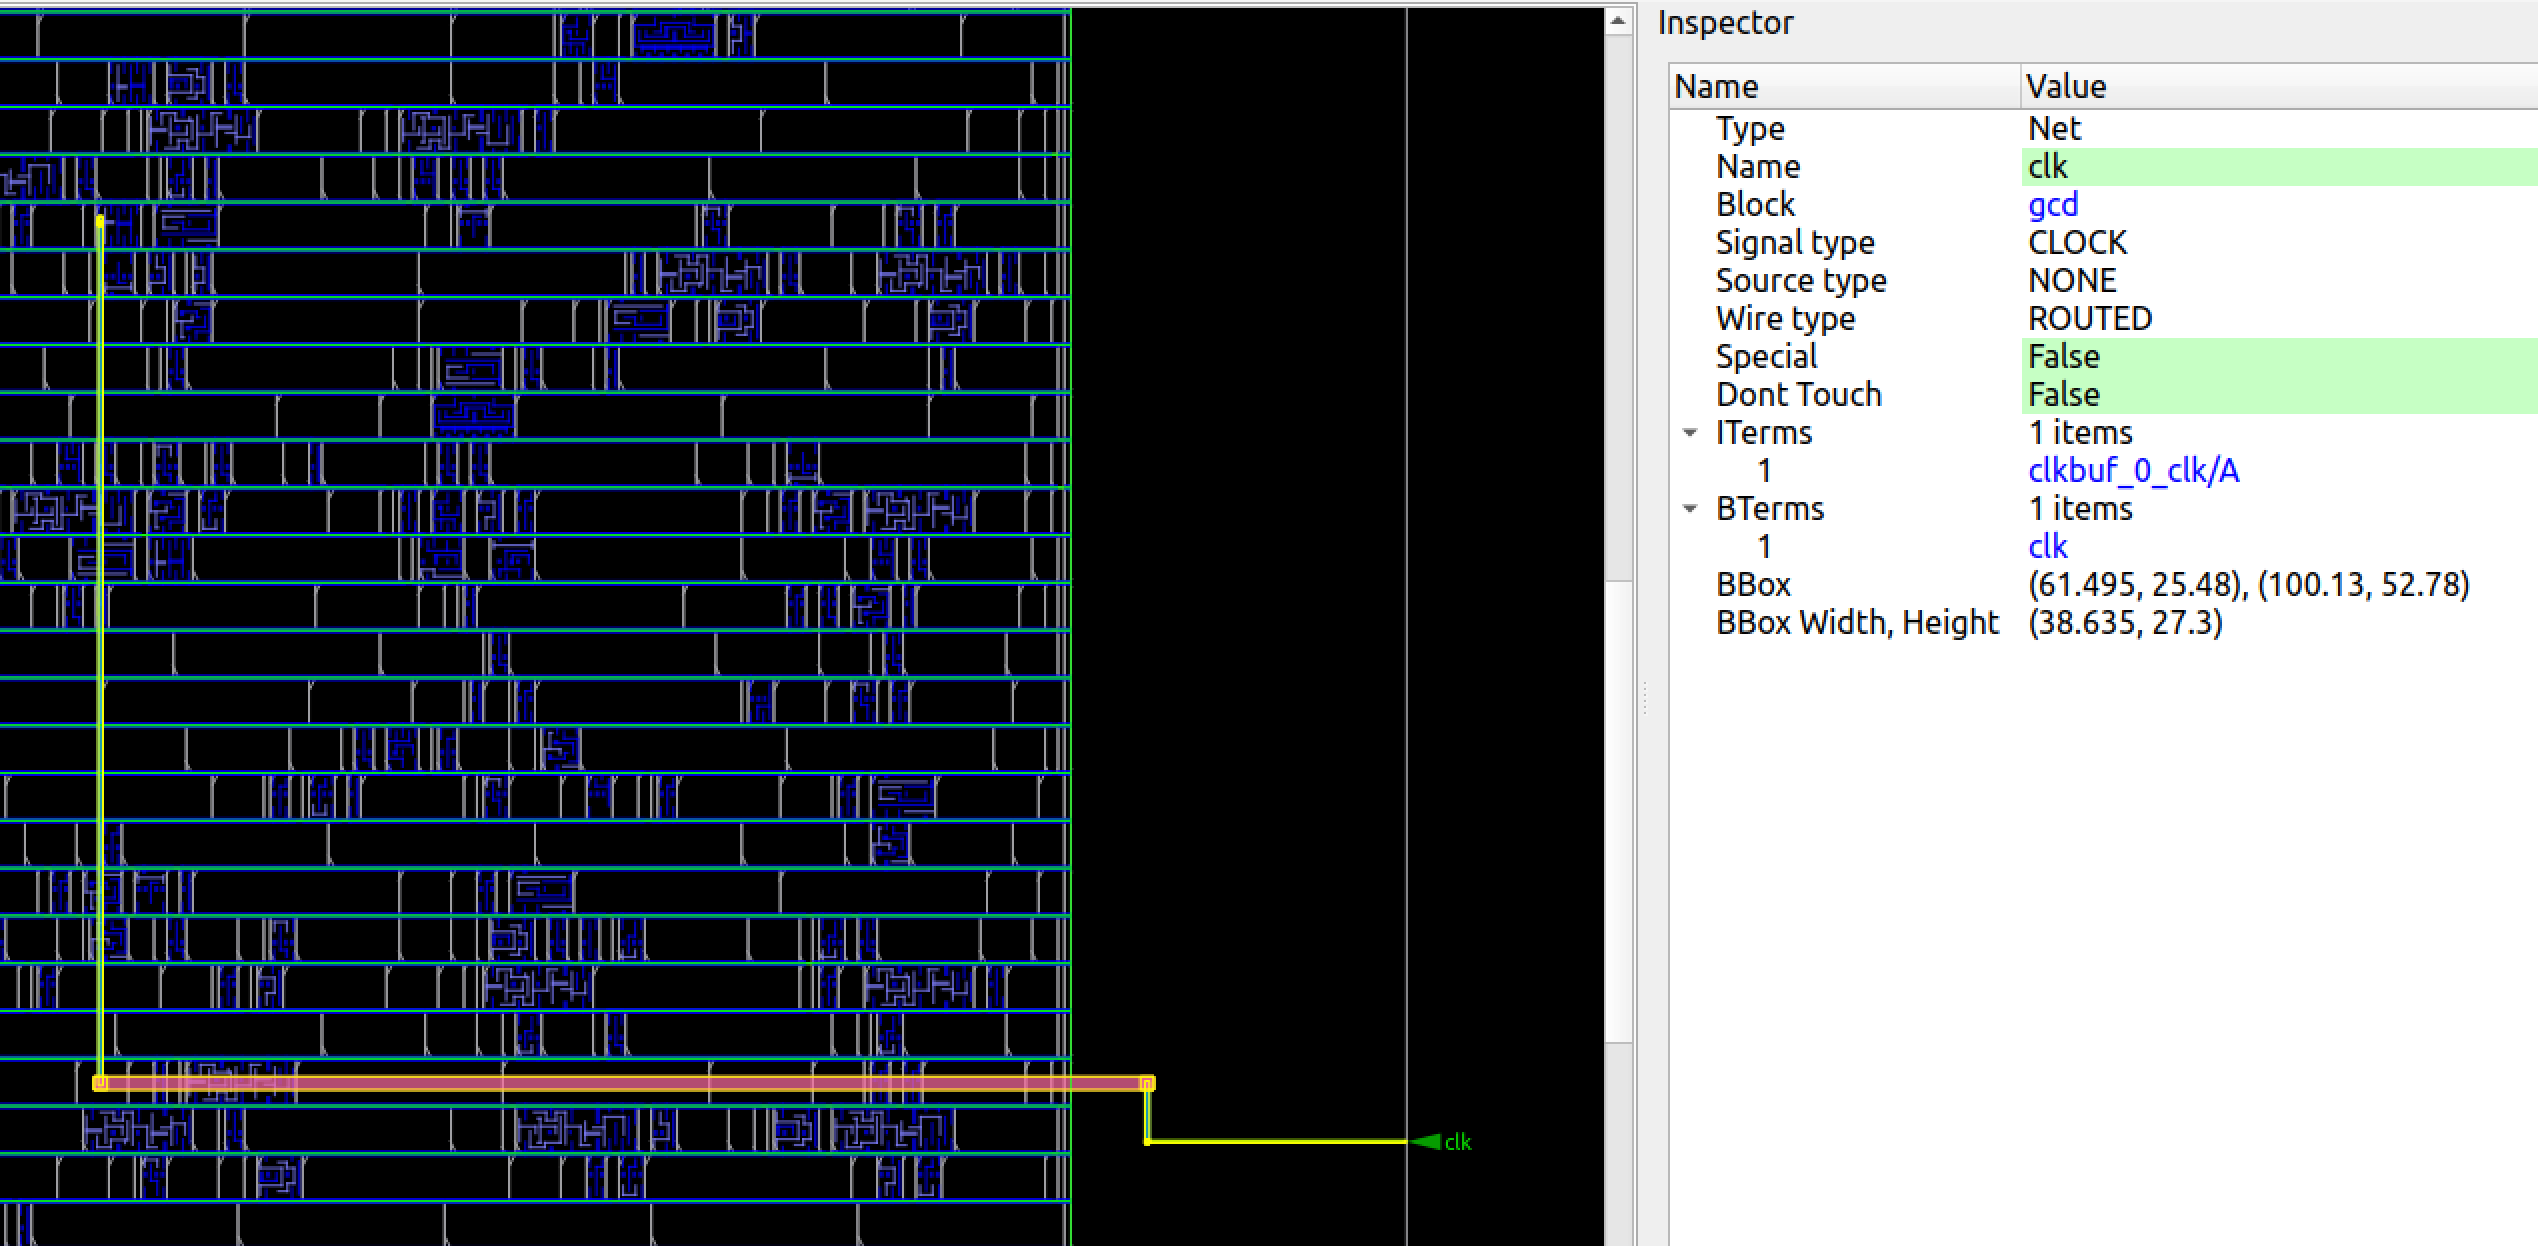 Inspector
Name Value
Type Net
Name clk
Block gcd
Signal type CLOCK
Source type NONE
Wire type ROUTED
Special False
Dont Touch False
ITerms 1 items
1 clkbuf_0_clk/A
BTerms 1 items
1 clk
BBox (61.495, 25.48), (100.13, 52.78)
BBox Width, Height (38.635, 27.3)
clk